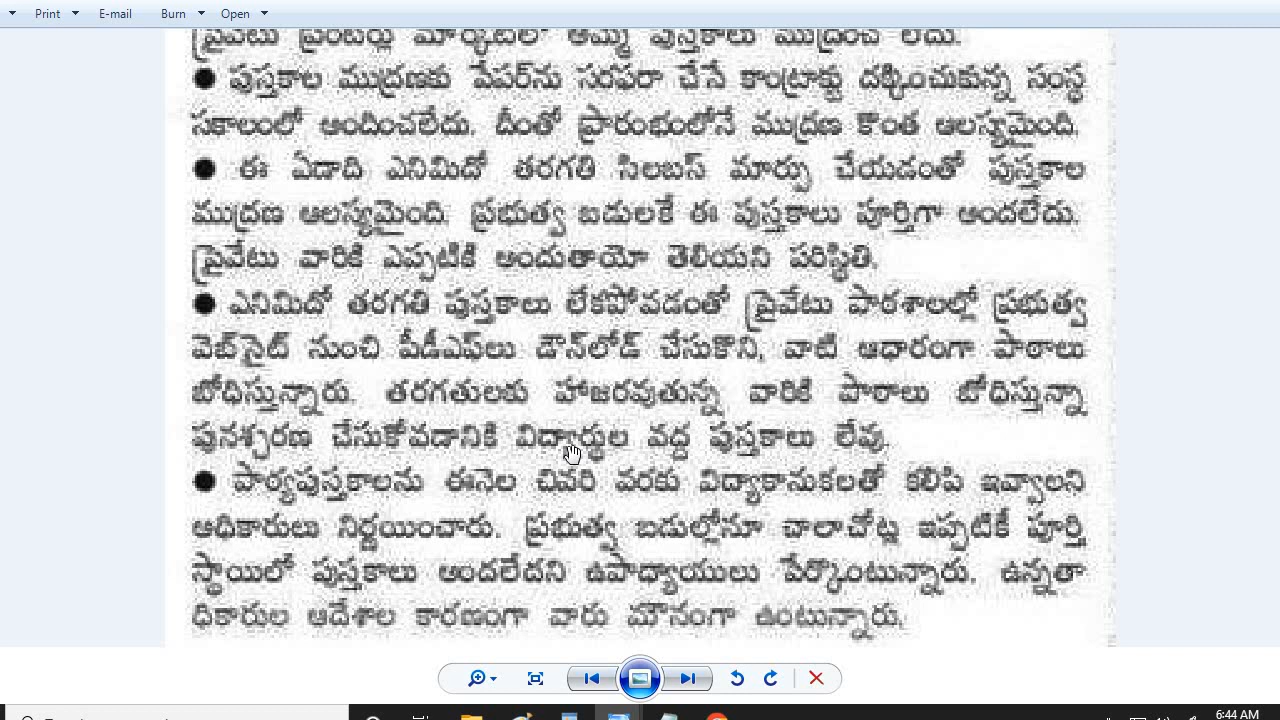 Print E-mail Burn Open
ప్రైవేటు ప్రింటర్లు మార్కెట్‌లో అమ్మే పుస్తకాలు ముద్రించ లేదు.
● పుస్తకాల ముద్రణకు పేపర్‌ను సరఫరా చేసే కాంట్రాక్టు దక్కించుకున్న సంస్థ
సకాలంలో అందించలేదు. దీంతో ప్రారంభంలోనే ముద్రణ కొంత ఆలస్యమైంది.
● ఈ ఏడాది ఎనిమిదో తరగతి సిలబస్ మార్పు చేయడంతో పుస్తకాల
ముద్రణ ఆలస్యమైంది. ప్రభుత్వ బడులకే ఈ పుస్తకాలు పూర్తిగా అందలేదు.
ప్రైవేటు వారికి ఎప్పటికి అందుతాయో తెలియని పరిస్థితి.
● ఎనిమిదో తరగతి పుస్తకాలు లేకపోవడంతో ప్రైవేటు పాఠశాలల్లో ప్రభుత్వ
వెబ్‌సైట్ నుంచి పీడీఎఫ్‌లు డౌన్‌లోడ్ చేసుకొని, వాటి ఆధారంగా పాఠాలు
బోధిస్తున్నారు. తరగతులకు హాజరవుతున్న వారికి పాఠాలు బోధిస్తున్నా
పునశ్చరణ చేసుకోవడానికి విద్యార్థుల వద్ద పుస్తకాలు లేవు.
● పాఠ్యపుస్తకాలను ఈనెల చివరి వరకు విద్యాకానుకలతో కలిపి ఇవ్వాలని
అధికారులు నిర్ణయించారు. ప్రభుత్వ బడుల్లోనూ చాలాచోట్ల ఇప్పటికే పూర్తి
స్థాయిలో పుస్తకాలు అందలేదని ఉపాధ్యాయులు పేర్కొంటున్నారు. ఉన్నతా
ధికారుల ఆదేశాల కారణంగా వారు మౌనంగా ఉంటున్నారు.
6:44 AM